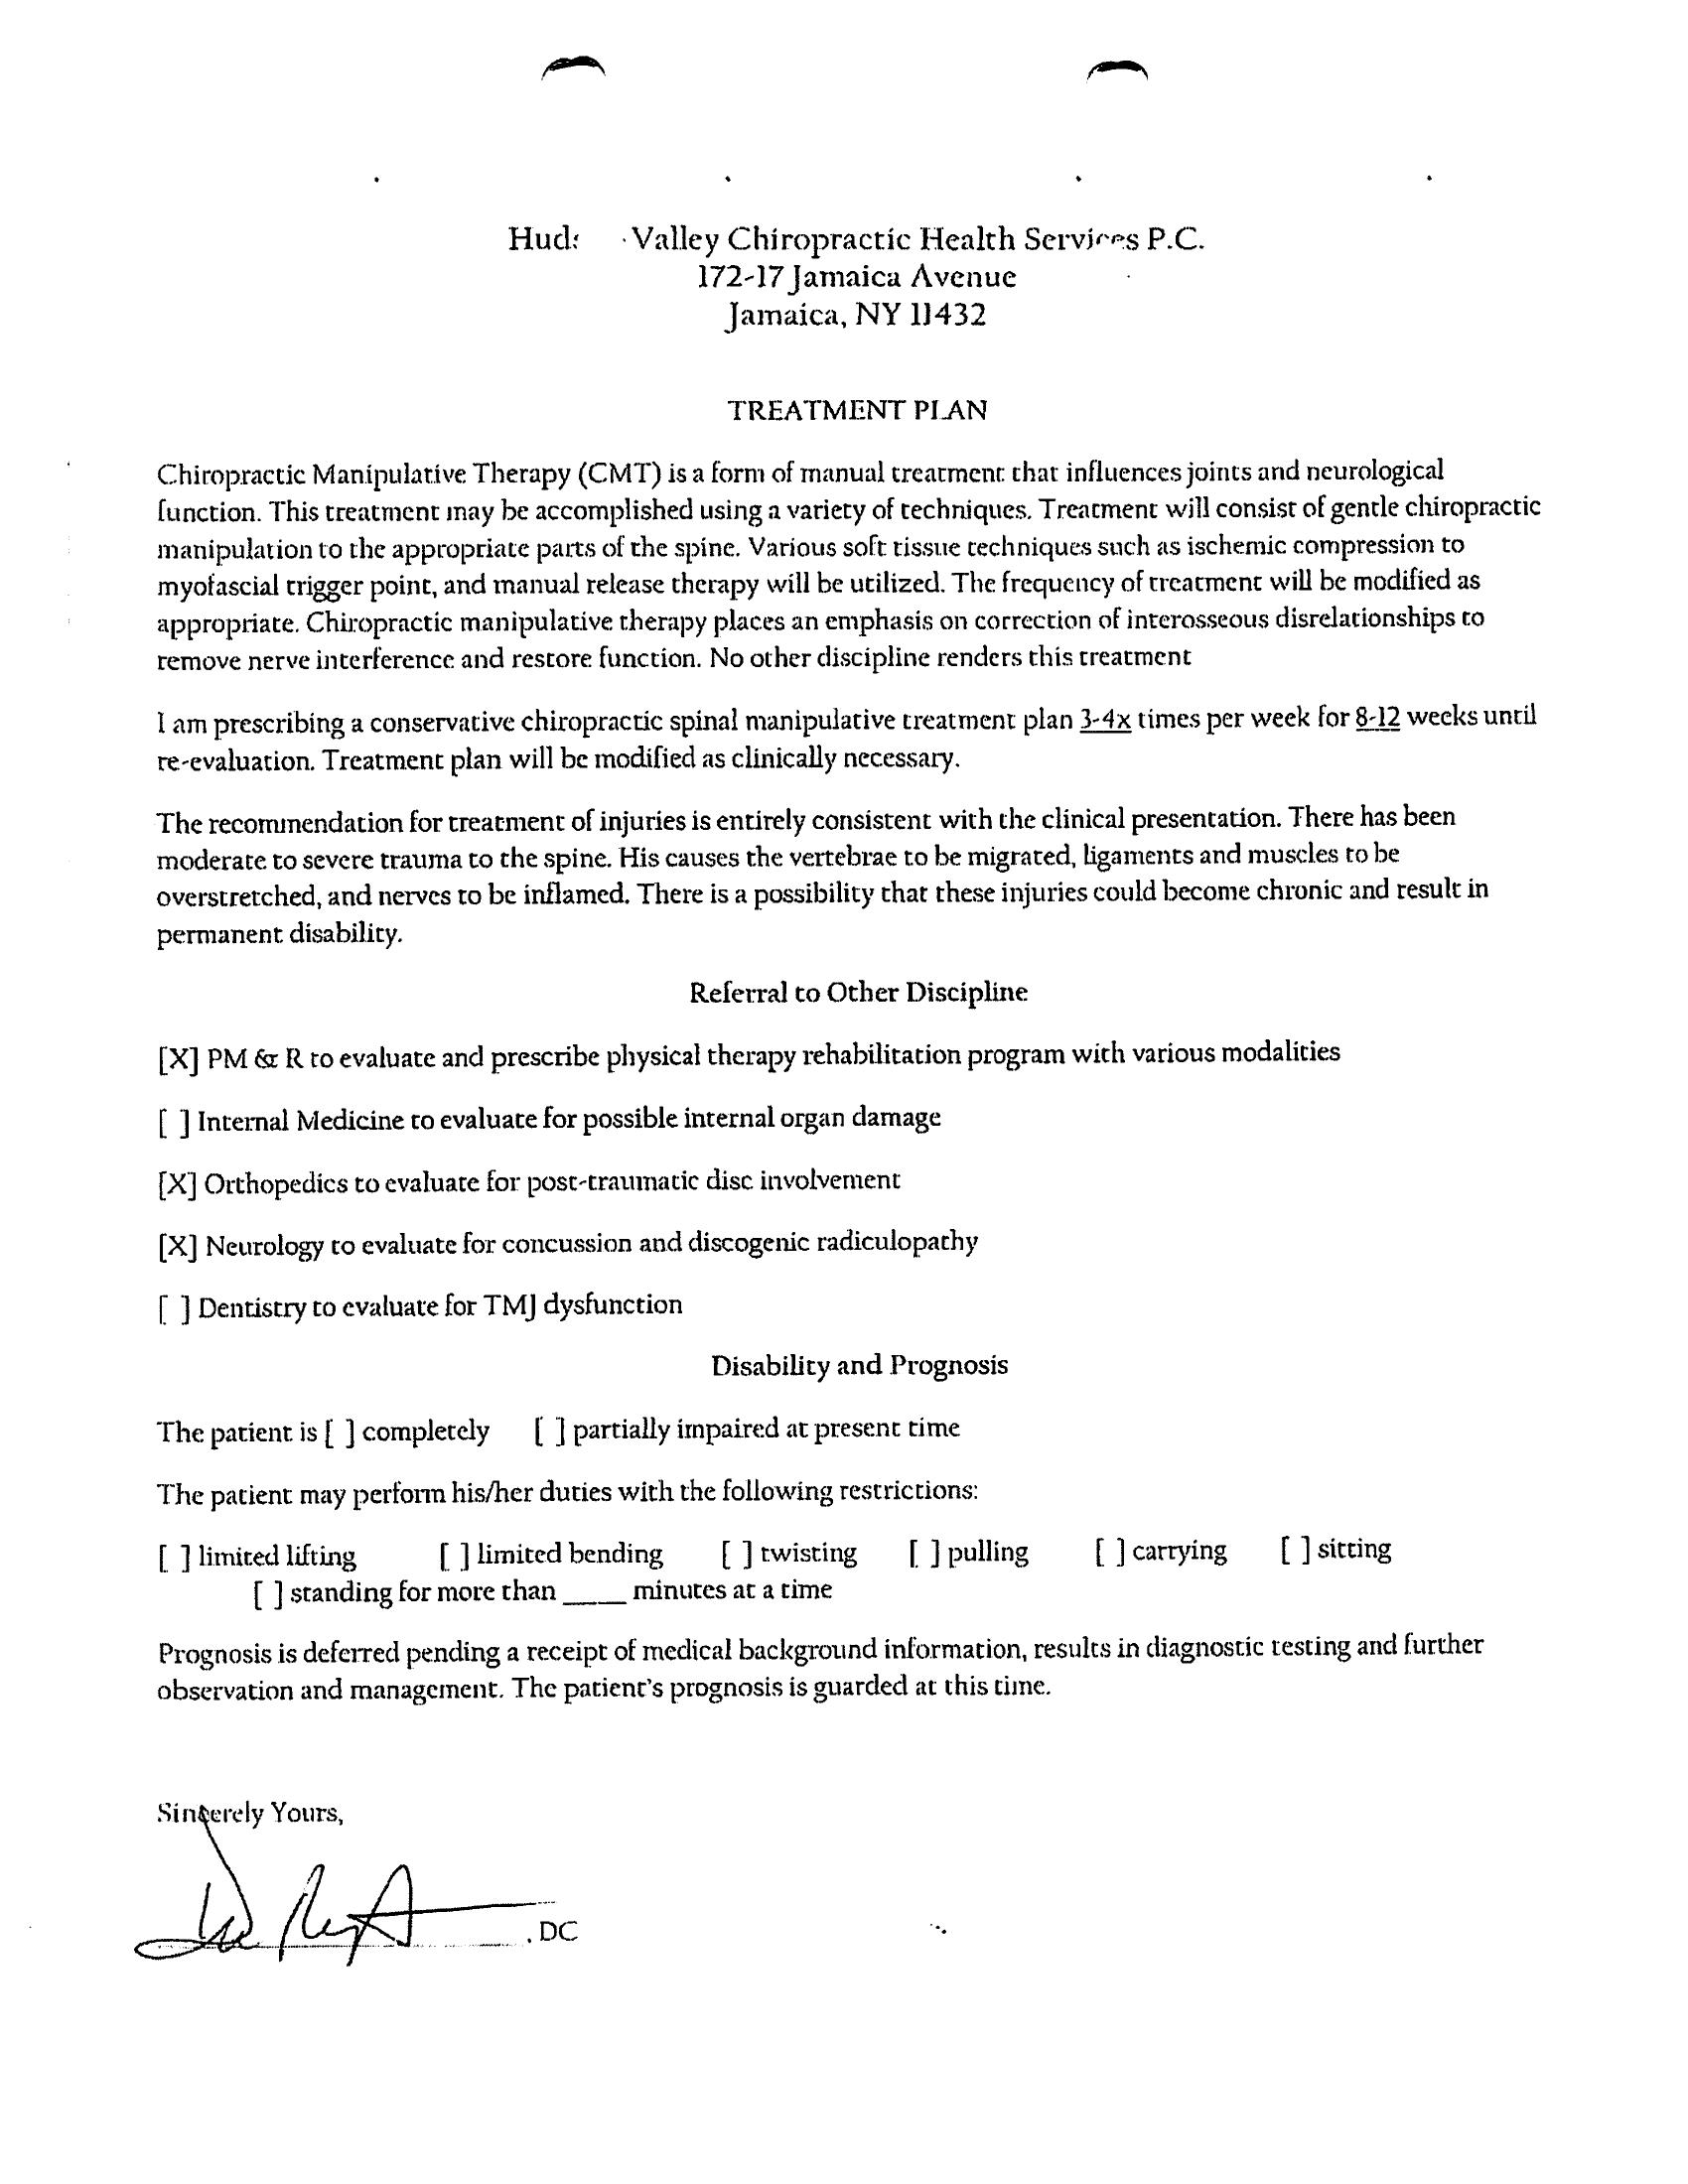 Hud: Valley Chiropractic Health Services P.C.
172-17 Jamaica Avenue
Jamaica, NY 11432
TREATMENT PLAN
Chiropractic Manipulative Therapy (CMT) is a form of manual treatment that influences joints and neurological
function. This treatment may be accomplished using a variety of techniques. Treatment will consist of gentle chiropractic
manipulation to the appropriate parts of the spine. Various soft tissue techniques such as ischemic compression to
myofascial trigger point, and manual release therapy will be utilized. The frequency of treatment will be modified as
appropriate. Chiropractic manipulative therapy places an emphasis on correction of interosseous disrelationships to
remove nerve interference and restore function. No other discipline renders this treatment
I am prescribing a conservative chiropractic spinal manipulative treatment plan 3-4x times per week for 8-12 weeks until
re-evaluation. Treatment plan will be modified as clinically necessary.
The recommendation for treatment of injuries is entirely consistent with the clinical presentation. There has been
moderate to severe trauma to the spine. His causes the vertebrae to be migrated, ligaments and muscles to be
overstretched, and nerves to be inflamed. There is a possibility that these injuries could become chronic and result in
permanent disability.
Referral to Other Discipline
[X] PM & R to evaluate and prescribe physical therapy rehabilitation program with various modalities
[ ] Internal Medicine to evaluate for possible internal organ damage
[X] Orthopedics to evaluate for post-traumatic disc involvement
[X] Neurology to evaluate for concussion and discogenic radiculopathy
[ ] Dentistry to evaluate for TMJ dysfunction
Disability and Prognosis
The patient is [ ] completely [ ] partially impaired at present time
The patient may perform his/her duties with the following restrictions:
[ ] limited lifting [ ] limited bending [ ] twisting [ ] pulling [ ] carrying [ ] sitting
[ ] standing for more than ____ minutes at a time
Prognosis is deferred pending a receipt of medical background information, results in diagnostic testing and further
observation and management. The patient's prognosis is guarded at this time.
Sincerely Yours,
, DC